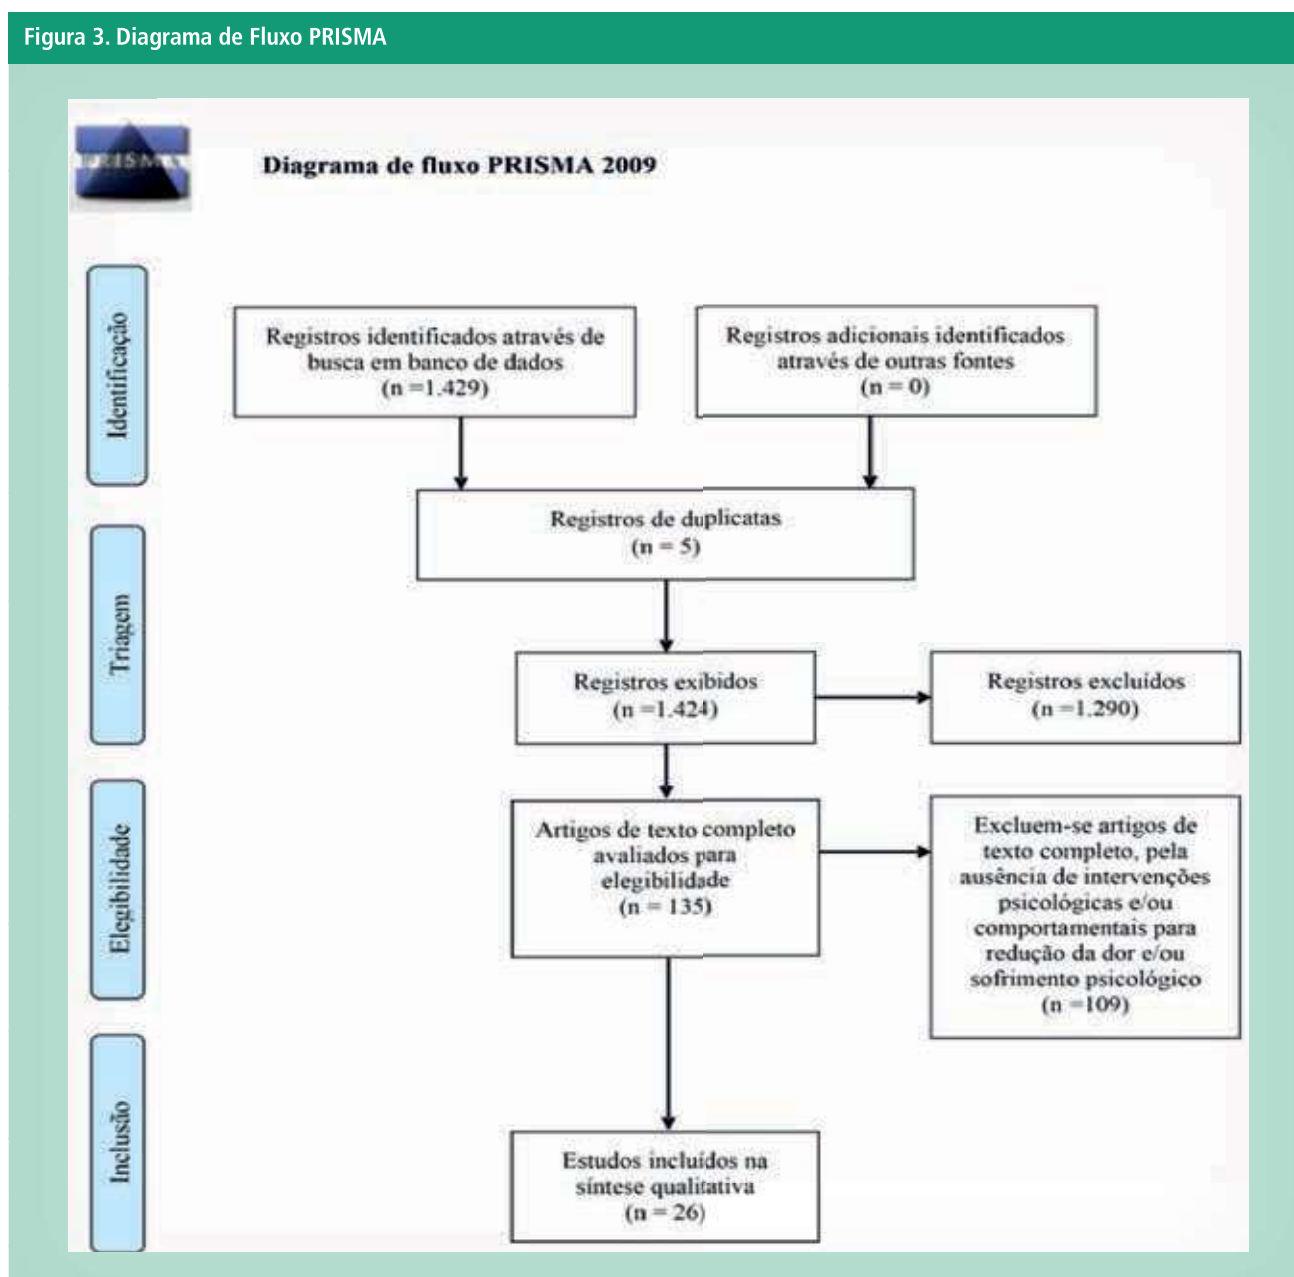 Figura 3. Diagrama de Fluxo PRISMA
PRISMA
Diagrama de fluxo PRISMA 2009
Identificação
Registros identificados através de
busca em banco de dados
(n =1.429)
Registros adicionais identificados
através de outras fontes
(n = 0)
Registros de duplicatas
(n = 5)
Triagem
Registros exibidos
(n =1.424)
Registros excluídos
(n =1.290)
Elegibilidade
Artigos de texto completo
avaliados para
elegibilidade
(n = 135)
Excluem-se artigos de
texto completo, pela
ausência de intervenções
psicológicas e/ou
comportamentais para
redução da dor e/ou
sofrimento psicológico
(n =109)
Inclusão
Estudos incluídos na
síntese qualitativa
(n = 26)